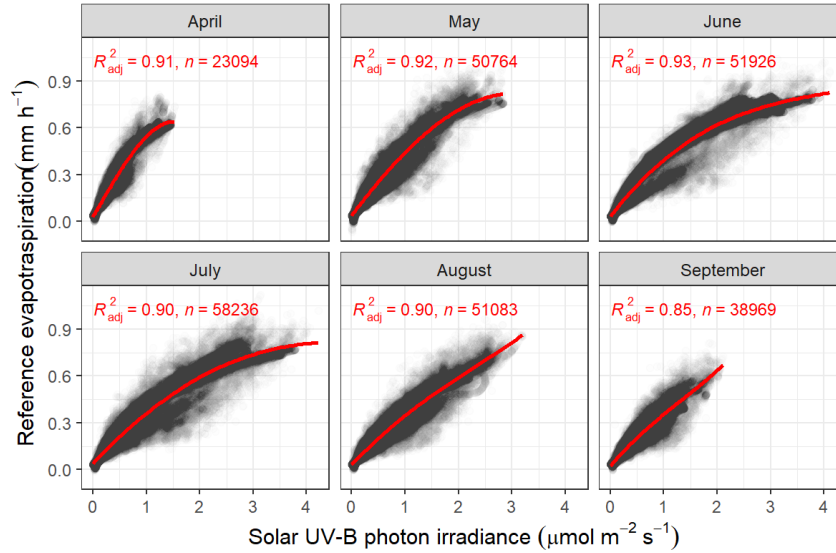 April May June
R²adj = 0.91, n = 23094
R²adj = 0.92, n = 50764
R²adj = 0.93, n = 51926
0.9
0.6
0.3
0.0
July August September
R²adj = 0.90, n = 58236
R²adj = 0.90, n = 51083
R²adj = 0.85, n = 38969
0.9
0.6
0.3
0.0
0 1 2 3 4 0 1 2 3 4 0 1 2 3 4
Reference evapotraspiration(mm h⁻¹)
Solar UV-B photon irradiance (μmol m⁻² s⁻¹)